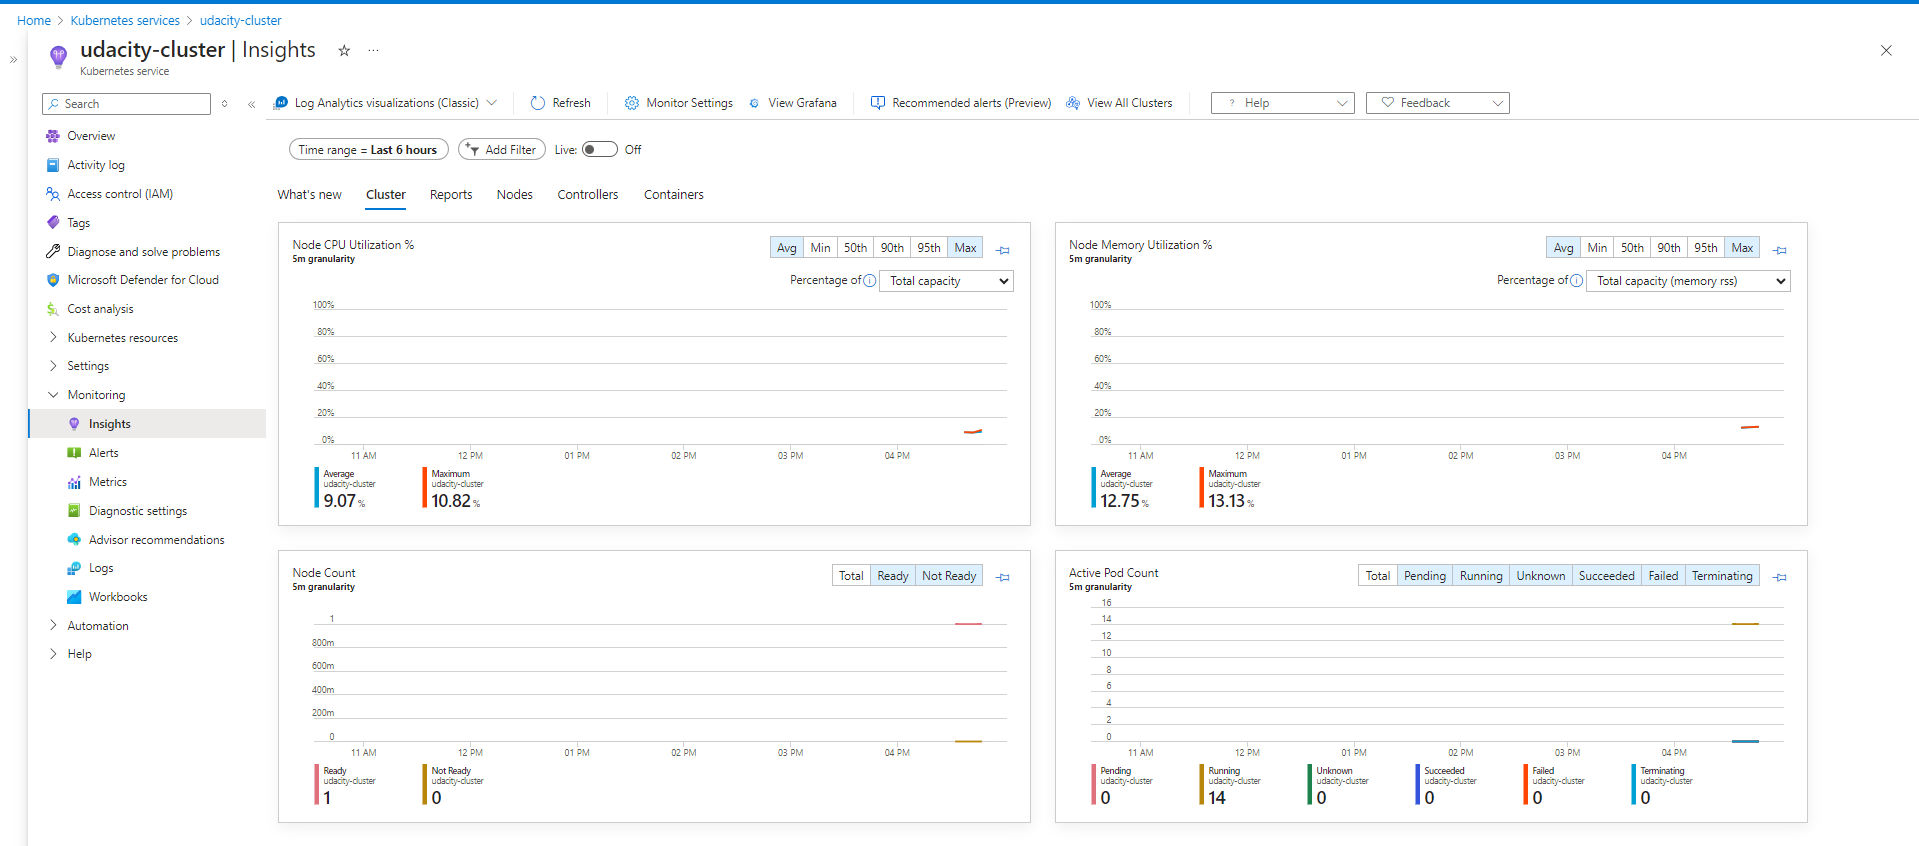 Home > Kubernetes services > udacity-cluster
udacity-cluster | Insights
Kubernetes service
Search
Overview
Activity log
Access control (IAM)
Tags
Diagnose and solve problems
Microsoft Defender for Cloud
Cost analysis
Kubernetes resources
Settings
Monitoring
Insights
Alerts
Metrics
Diagnostic settings
Advisor recommendations
Logs
Workbooks
Automation
Help
Log Analytics visualizations (Classic) Refresh Monitor Settings View Grafana Recommended alerts (Preview) View All Clusters ? Help Feedback
Time range = Last 6 hours Add Filter Live: Off
What's new Cluster Reports Nodes Controllers Containers
Node CPU Utilization % Avg Min 50th 90th 95th Max
5m granularity
Percentage of Total capacity
100%
80%
60%
40%
20%
0%
11 AM 12 PM 01 PM 02 PM 03 PM 04 PM
Average Maximum
udacity-cluster udacity-cluster
9.07 % 10.82 %
Node Memory Utilization % Avg Min 50th 90th 95th Max
5m granularity
Percentage of Total capacity (memory rss)
100%
80%
60%
40%
20%
0%
11 AM 12 PM 01 PM 02 PM 03 PM 04 PM
Average Maximum
udacity-cluster udacity-cluster
12.75 % 13.13 %
Node Count Total Ready Not Ready
5m granularity
1
800m
600m
400m
200m
0
11 AM 12 PM 01 PM 02 PM 03 PM 04 PM
Ready Not Ready
udacity-cluster udacity-cluster
1 0
Active Pod Count Total Pending Running Unknown Succeeded Failed Terminating
5m granularity
16
14
12
10
8
6
4
2
0
11 AM 12 PM 01 PM 02 PM 03 PM 04 PM
Pending Running Unknown Succeeded Failed Terminating
udacity-cluster udacity-cluster udacity-cluster udacity-cluster udacity-cluster udacity-cluster
0 14 0 0 0 0